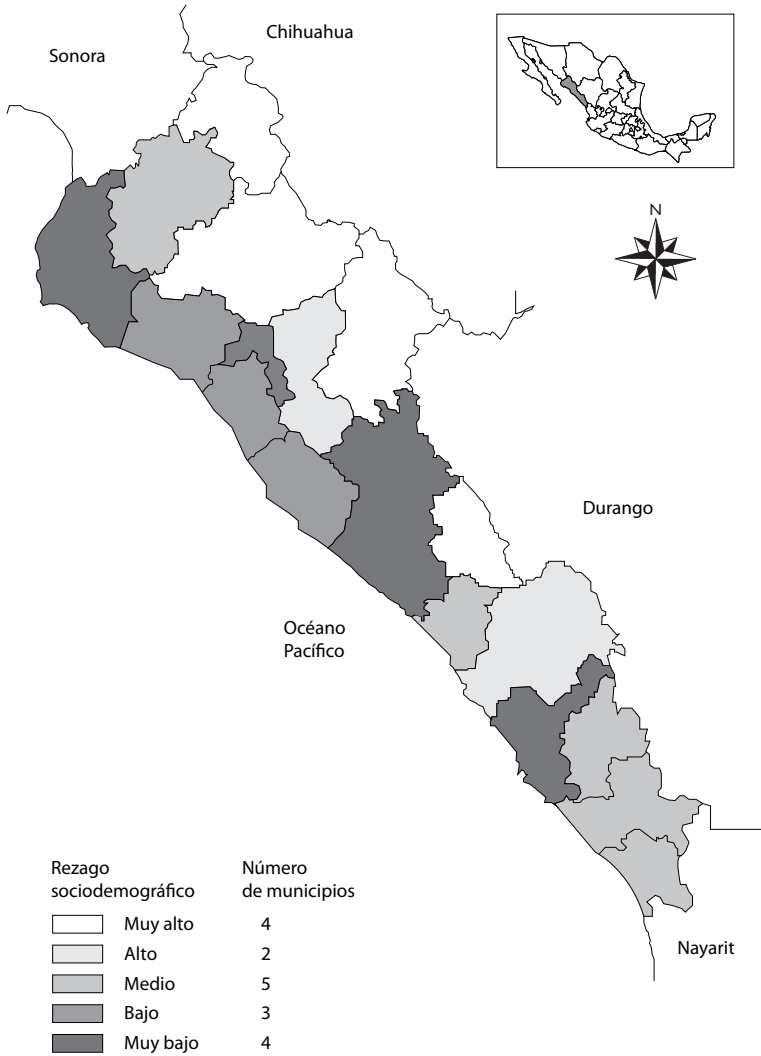 Chihuahua
Sonora
N
Durango
Océano
Pacífico
Rezago
sociodemográfico
Número
de municipios
Muy alto 4
Alto 2
Medio 5
Bajo 3
Muy bajo 4
Nayarit